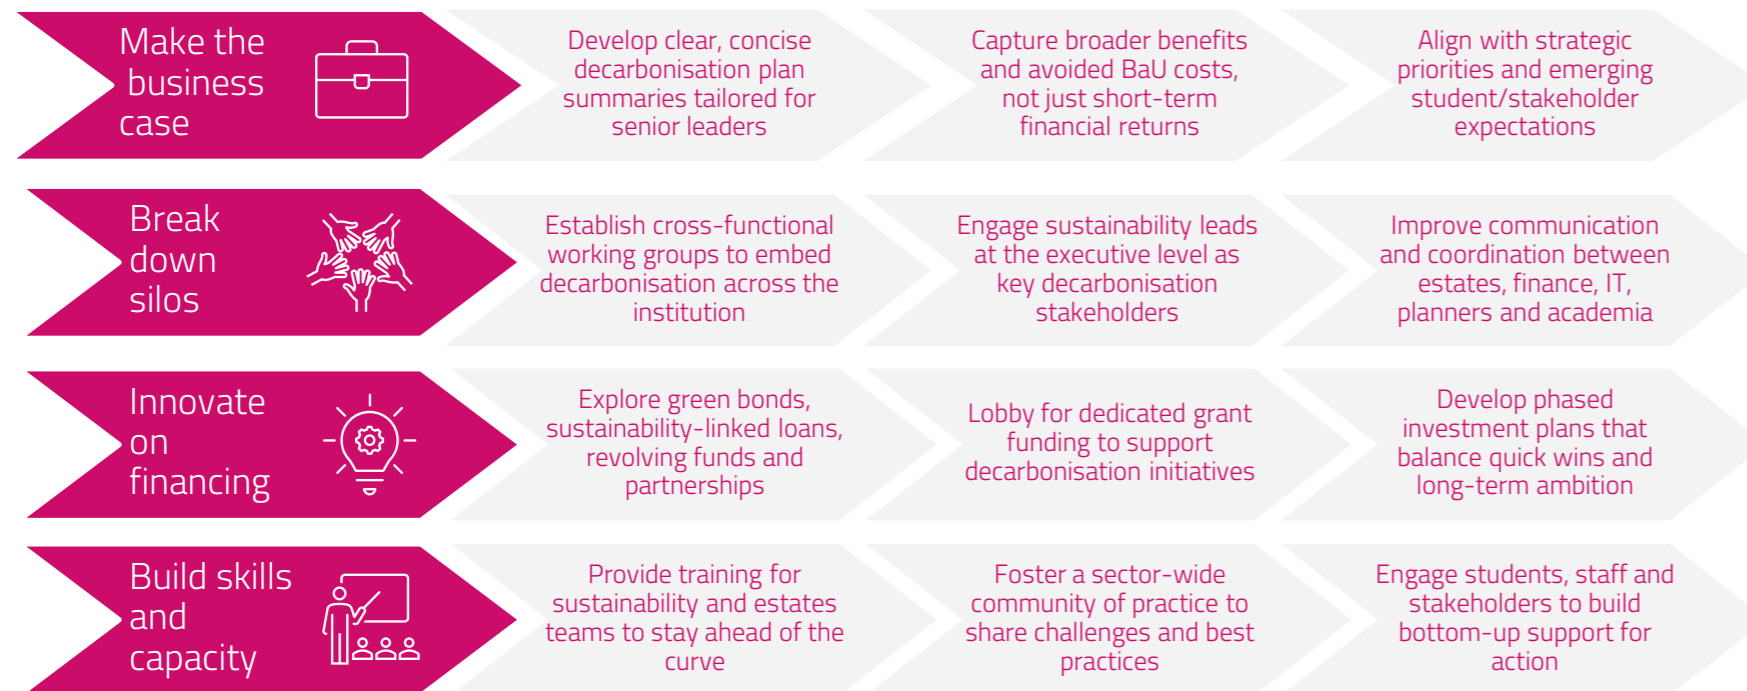 Make the
business
case
Develop clear, concise
decarbonisation plan
summaries tailored for
senior leaders
Capture broader benefits
and avoided BaU costs,
not just short-term
financial returns
Align with strategic
priorities and emerging
student/stakeholder
expectations
Break
down
silos
Establish cross-functional
working groups to embed
decarbonisation across the
institution
Engage sustainability leads
at the executive level as
key decarbonisation
stakeholders
Improve communication
and coordination between
estates, finance, IT,
planners and academia
Innovate
on
financing
Explore green bonds,
sustainability-linked loans,
revolving funds and
partnerships
Lobby for dedicated grant
funding to support
decarbonisation initiatives
Develop phased
investment plans that
balance quick wins and
long-term ambition
Build skills
and
capacity
Provide training for
sustainability and estates
teams to stay ahead of the
curve
Foster a sector-wide
community of practice to
share challenges and best
practices
Engage students, staff and
stakeholders to build
bottom-up support for
action